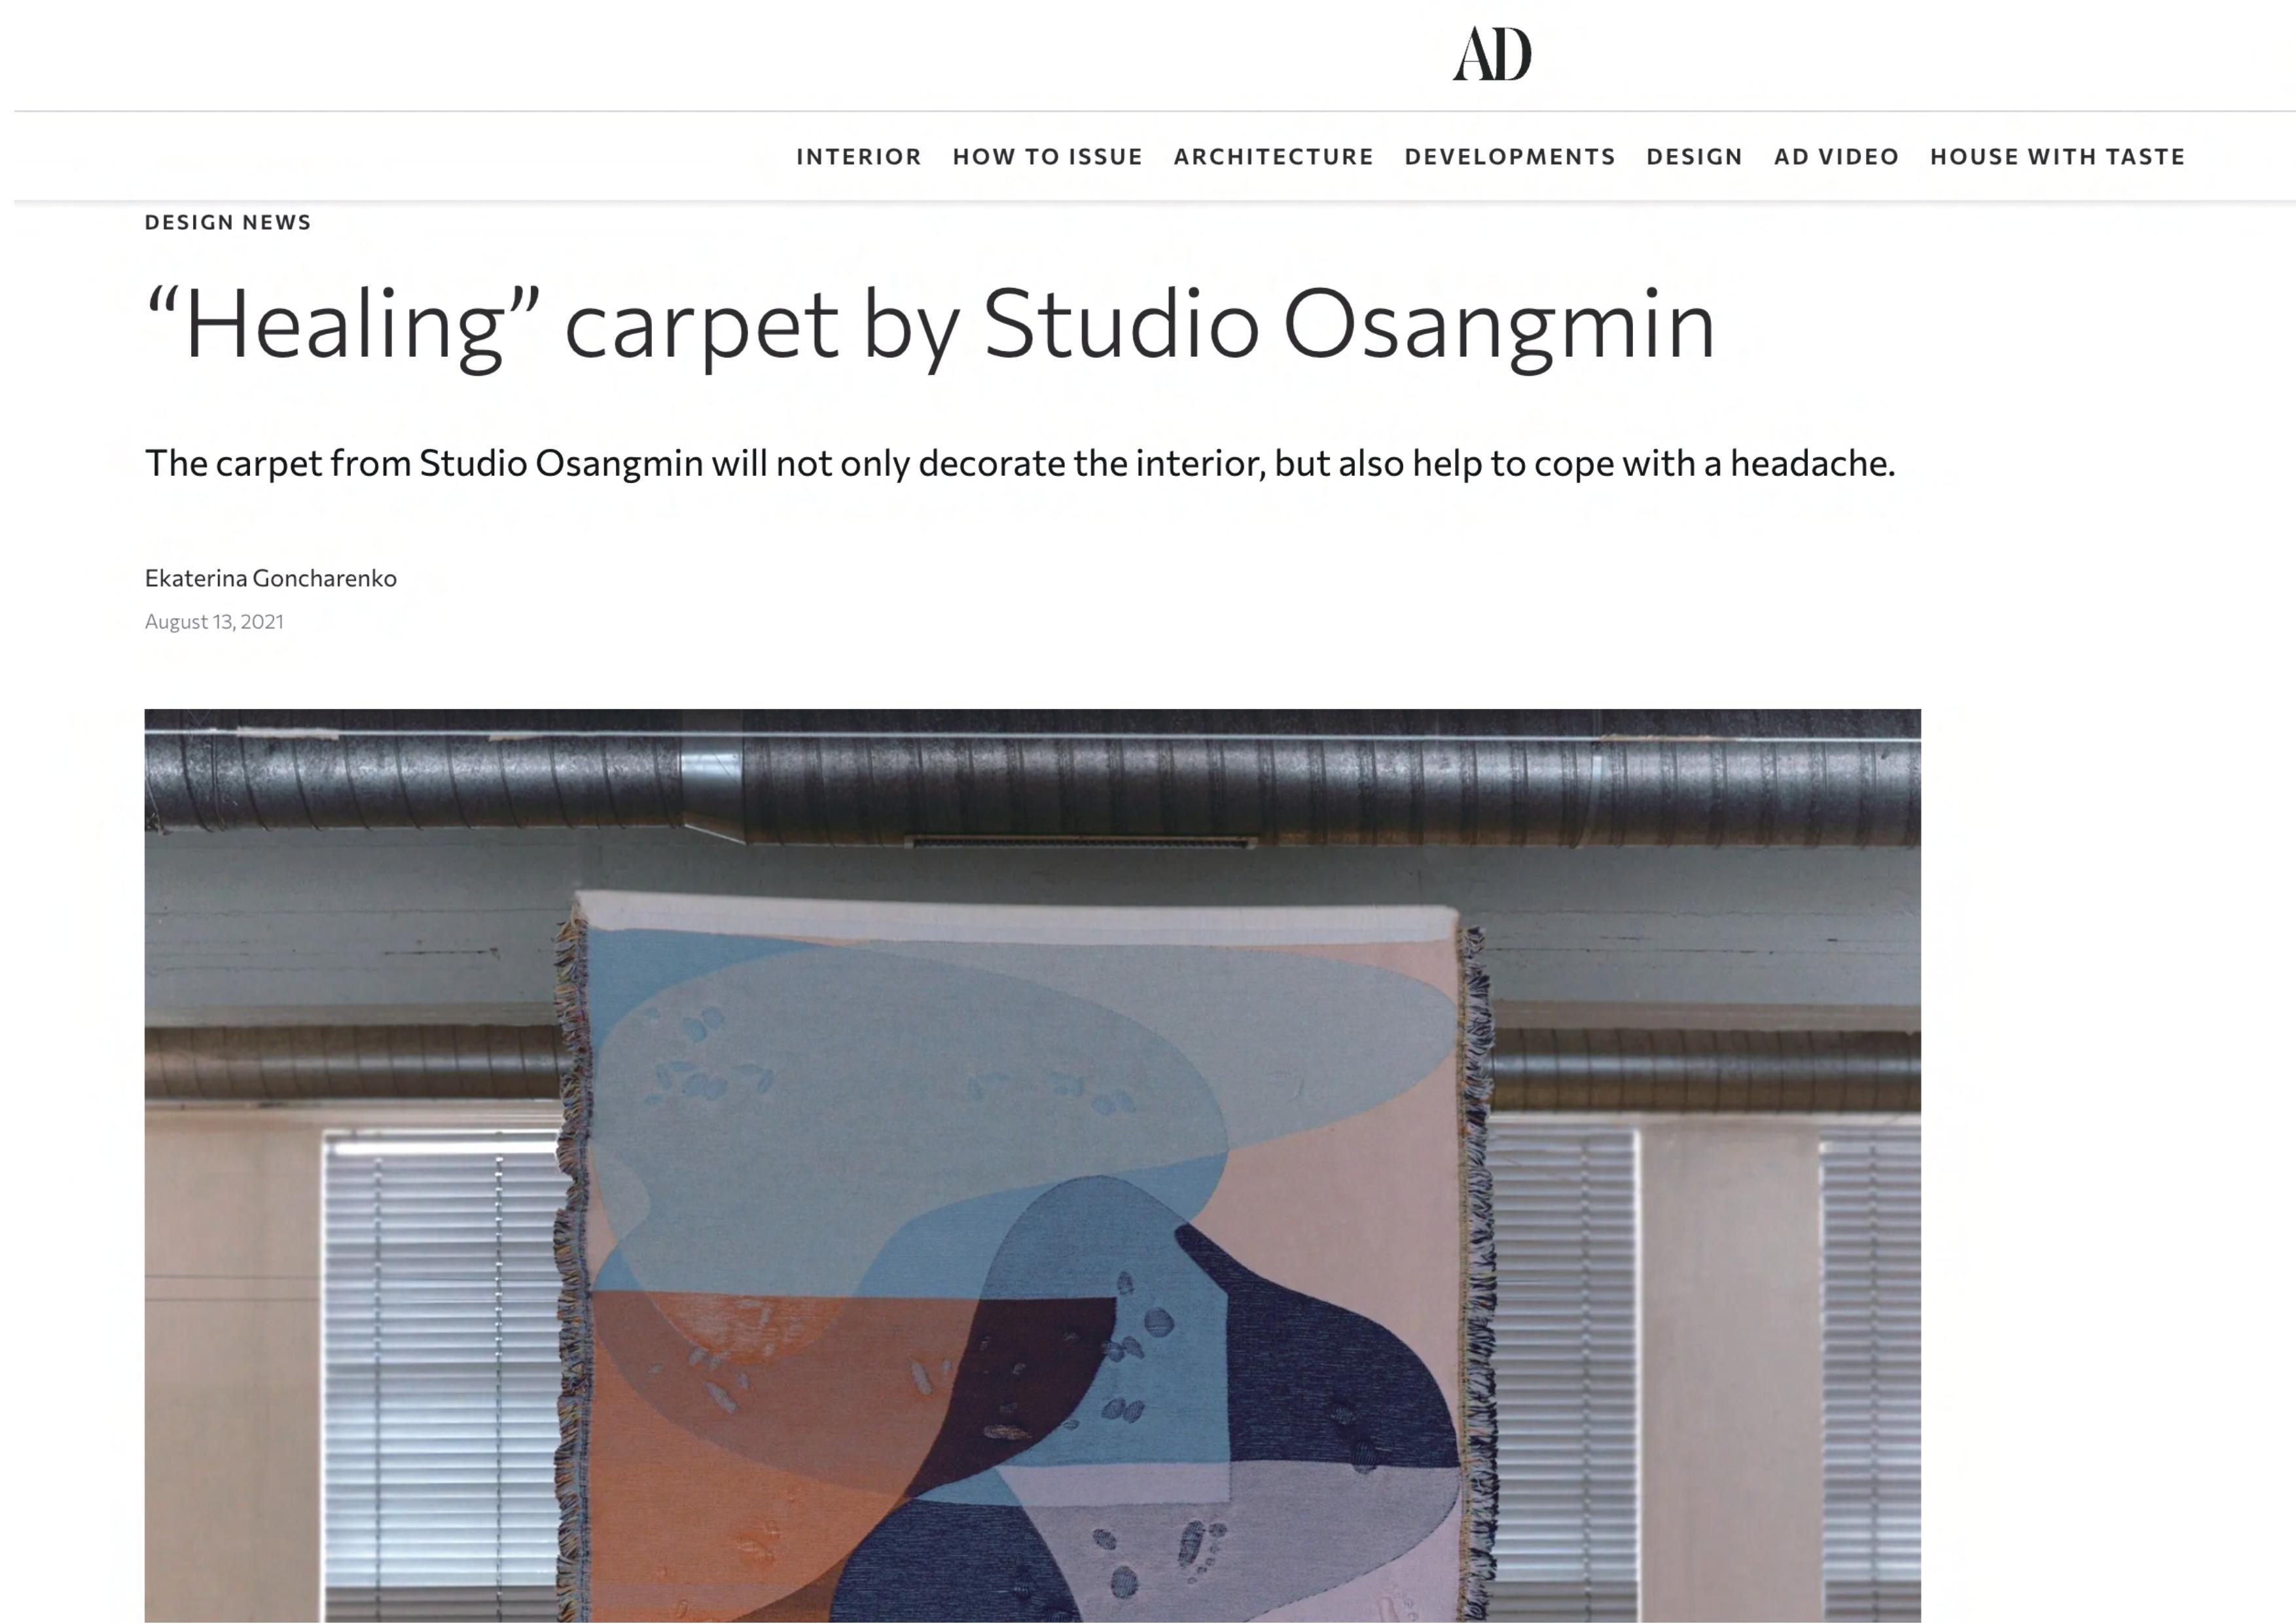 AD
INTERIOR HOW TO ISSUE ARCHITECTURE DEVELOPMENTS DESIGN AD VIDEO HOUSE WITH TASTE
DESIGN NEWS
“Healing” carpet by Studio Osangmin
The carpet from Studio Osangmin will not only decorate the interior, but also help to cope with a headache.
Ekaterina Goncharenko
August 13, 2021